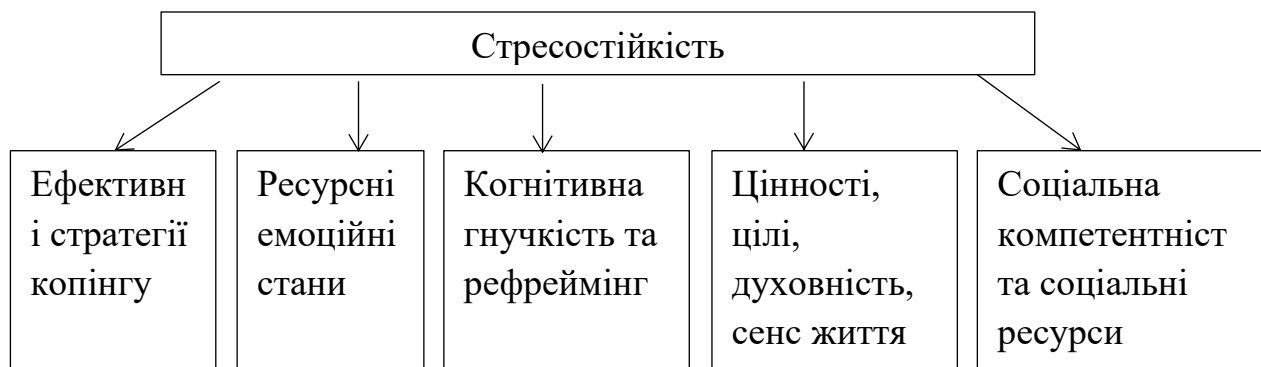 Стресостійкість
Ефективн
і стратегії
копінгу
Ресурсні
емоційні
стани
Когнітивна
гнучкість та
рефреймінг
Цінності,
цілі,
духовність,
сенс життя
Соціальна
компетентніст
та соціальні
ресурси